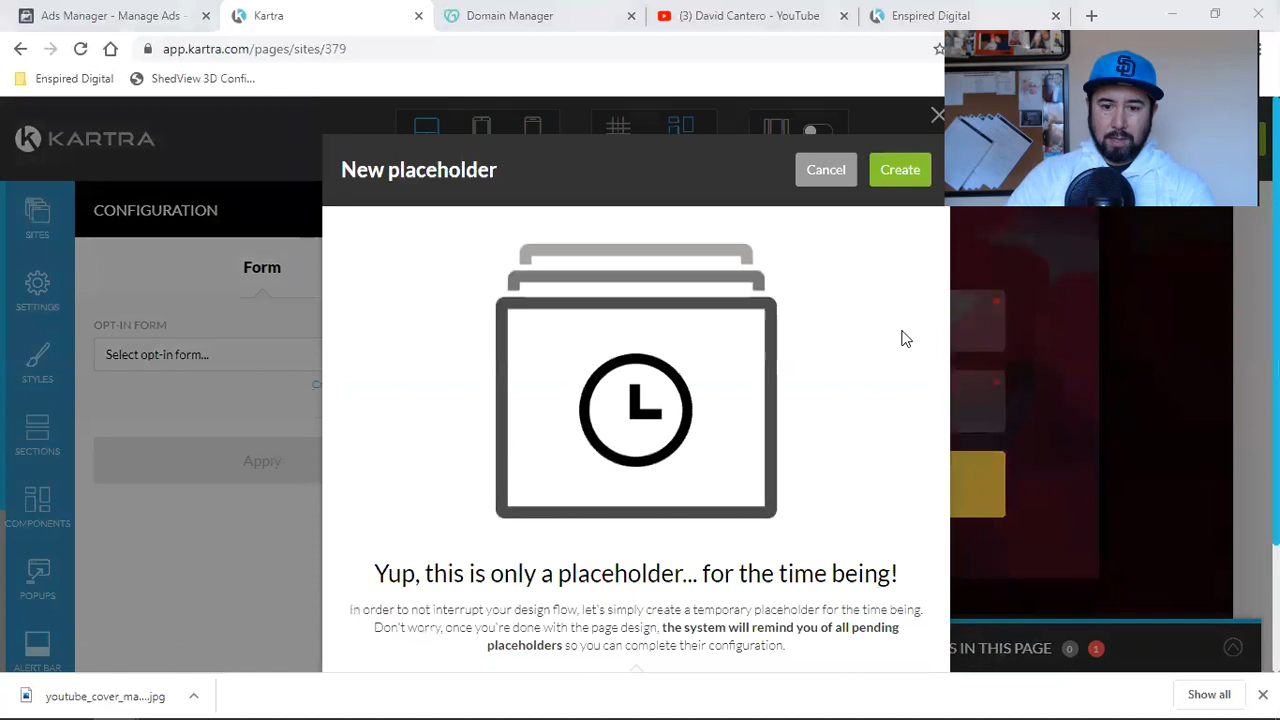 Ads Manager - Manage Ads -
Kartra
Domain Manager
(3) David Cantero - YouTube
Enspired Digital
app.kartra.com/pages/sites/379
Enspired Digital
ShedView 3D Confi...
KARTRA
New placeholder
Cancel
Create
SITES
CONFIGURATION
Form
SETTINGS
OPT-IN FORM
Select opt-in form...
STYLES
SECTIONS
Apply
COMPONENTS
Yup, this is only a placeholder... for the time being!
POPUPS
In order to not interrupt your design flow, let's simply create a temporary placeholder for the time being.
Don't worry, once you're done with the page design, the system will remind you of all pending
placeholders so you can complete their configuration.
S IN THIS PAGE 0 1
ALERT BAR
youtube_cover_ma....jpg
Show all